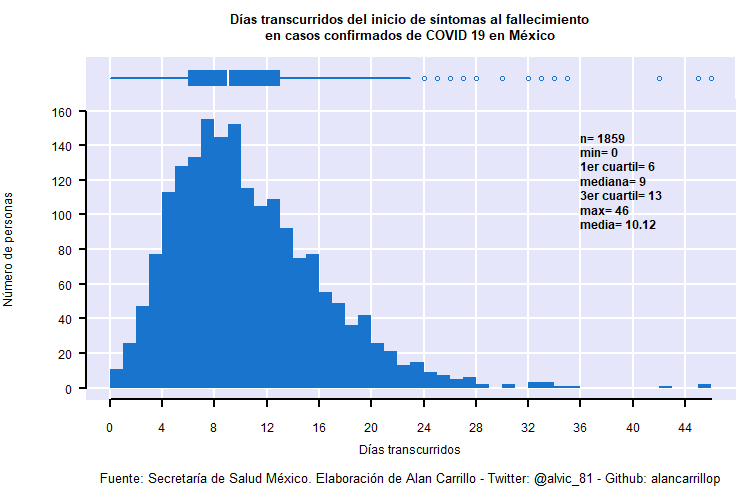 Días transcurridos del inicio de síntomas al fallecimiento
en casos confirmados de COVID 19 en México
160
140
120
100
80
60
40
20
0
Número de personas
n= 1859
min= 0
1er cuartil= 6
mediana= 9
3er cuartil= 13
max= 46
media= 10.12
0 4 8 12 16 20 24 28 32 36 40 44
Días transcurridos
Fuente: Secretaría de Salud México. Elaboración de Alan Carrillo - Twitter: @alvic_81 - Github: alancarrillop